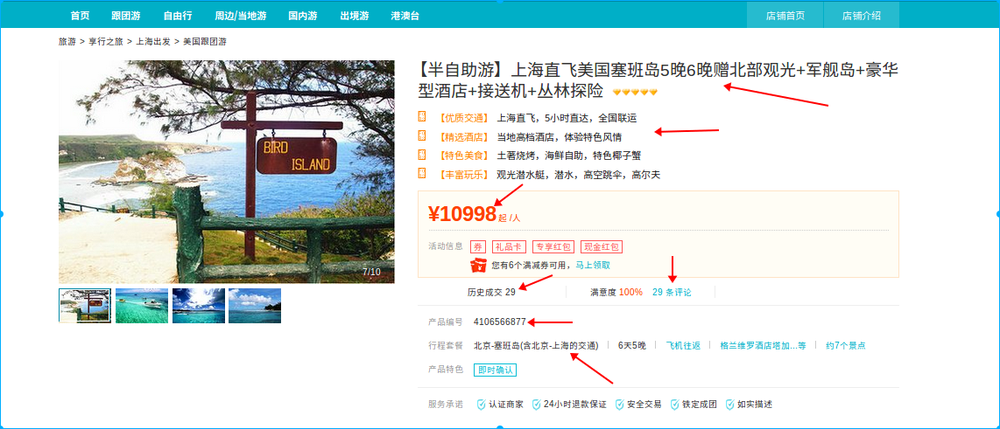 首页 跟团游 自由行 周边/当地游 国内游 出境游 港澳台 店铺首页 店铺介绍
旅游 > 享行之旅 > 上海出发 > 美国跟团游
BIRD
ISLAND
7/10
【半自助游】上海直飞美国塞班岛5晚6晚赠北部观光+军舰岛+豪华
型酒店+接送机+丛林探险
【优质交通】 上海直飞，5小时直达，全国联运
【精选酒店】 当地高档酒店，体验特色风情
【特色美食】 土著烧烤，海鲜自助，特色椰子蟹
【丰富玩乐】 观光潜水艇，潜水，高空跳伞，高尔夫
¥10998起 /人
活动信息 券 礼品卡 专享红包 现金红包
您有6个满减券可用，马上领取
历史成交 29 满意度 100% 29 条评论
产品编号 4106566877
行程套餐 北京-塞班岛(含北京-上海的交通) 6天5晚 飞机往返 格兰维罗酒店增加...等 约7个景点
产品特色 即时确认
服务承诺 认证商家 24小时退款保证 安全交易 铁定成团 如实描述